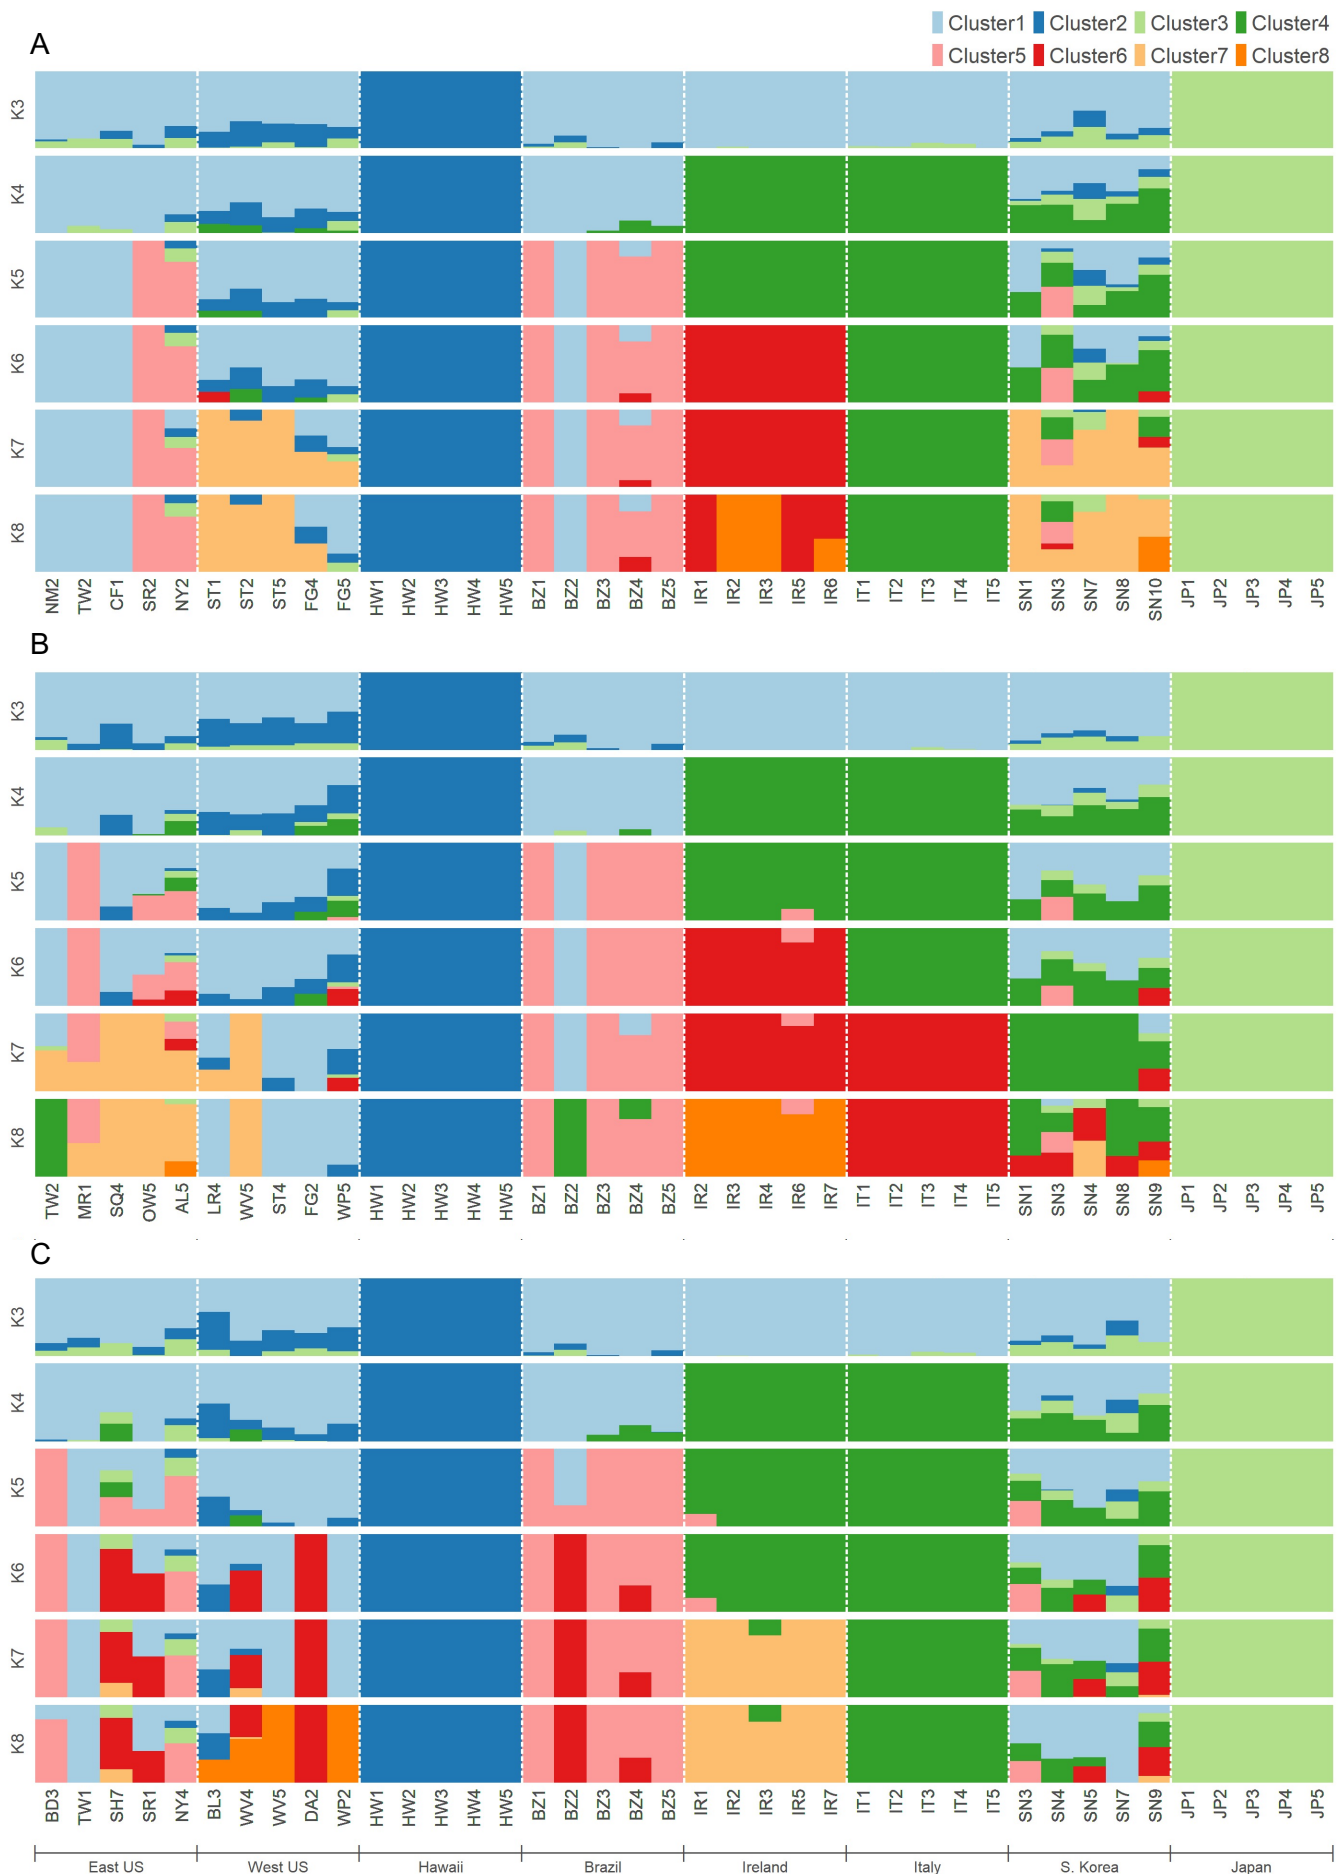 Cluster1 Cluster2 Cluster3 Cluster4
A
Cluster5 Cluster6 Cluster7 Cluster8
K3
K4
K5
K6
K7
K8
NM2 TW2 CF1 SR2 NY2 ST1 ST2 ST5 FG4 FG5 HW1 HW2 HW3 HW4 HW5 BZ1 BZ2 BZ3 BZ4 BZ5 IR1 IR2 IR3 IR5 IR6 IT1 IT2 IT3 IT4 IT5 SN1 SN3 SN7 SN8 SN10 JP1 JP2 JP3 JP4 JP5
B
K3
K4
K5
K6
K7
K8
TW2 MR1 SQ4 OW5 AL5 LR4 WV5 ST4 FG2 WP5 HW1 HW2 HW3 HW4 HW5 BZ1 BZ2 BZ3 BZ4 BZ5 IR2 IR3 IR4 IR6 IR7 IT1 IT2 IT3 IT4 IT5 SN1 SN3 SN4 SN8 SN9 JP1 JP2 JP3 JP4 JP5
C
K3
K4
K5
K6
K7
K8
BD3 TW1 SH7 SR1 NY4 BL3 WV4 WV5 DA2 WP2 HW1 HW2 HW3 HW4 HW5 BZ1 BZ2 BZ3 BZ4 BZ5 IR1 IR2 IR3 IR5 IR7 IT1 IT2 IT3 IT4 IT5 SN3 SN4 SN5 SN7 SN9 JP1 JP2 JP3 JP4 JP5
East US West US Hawaii Brazil Ireland Italy S. Korea Japan